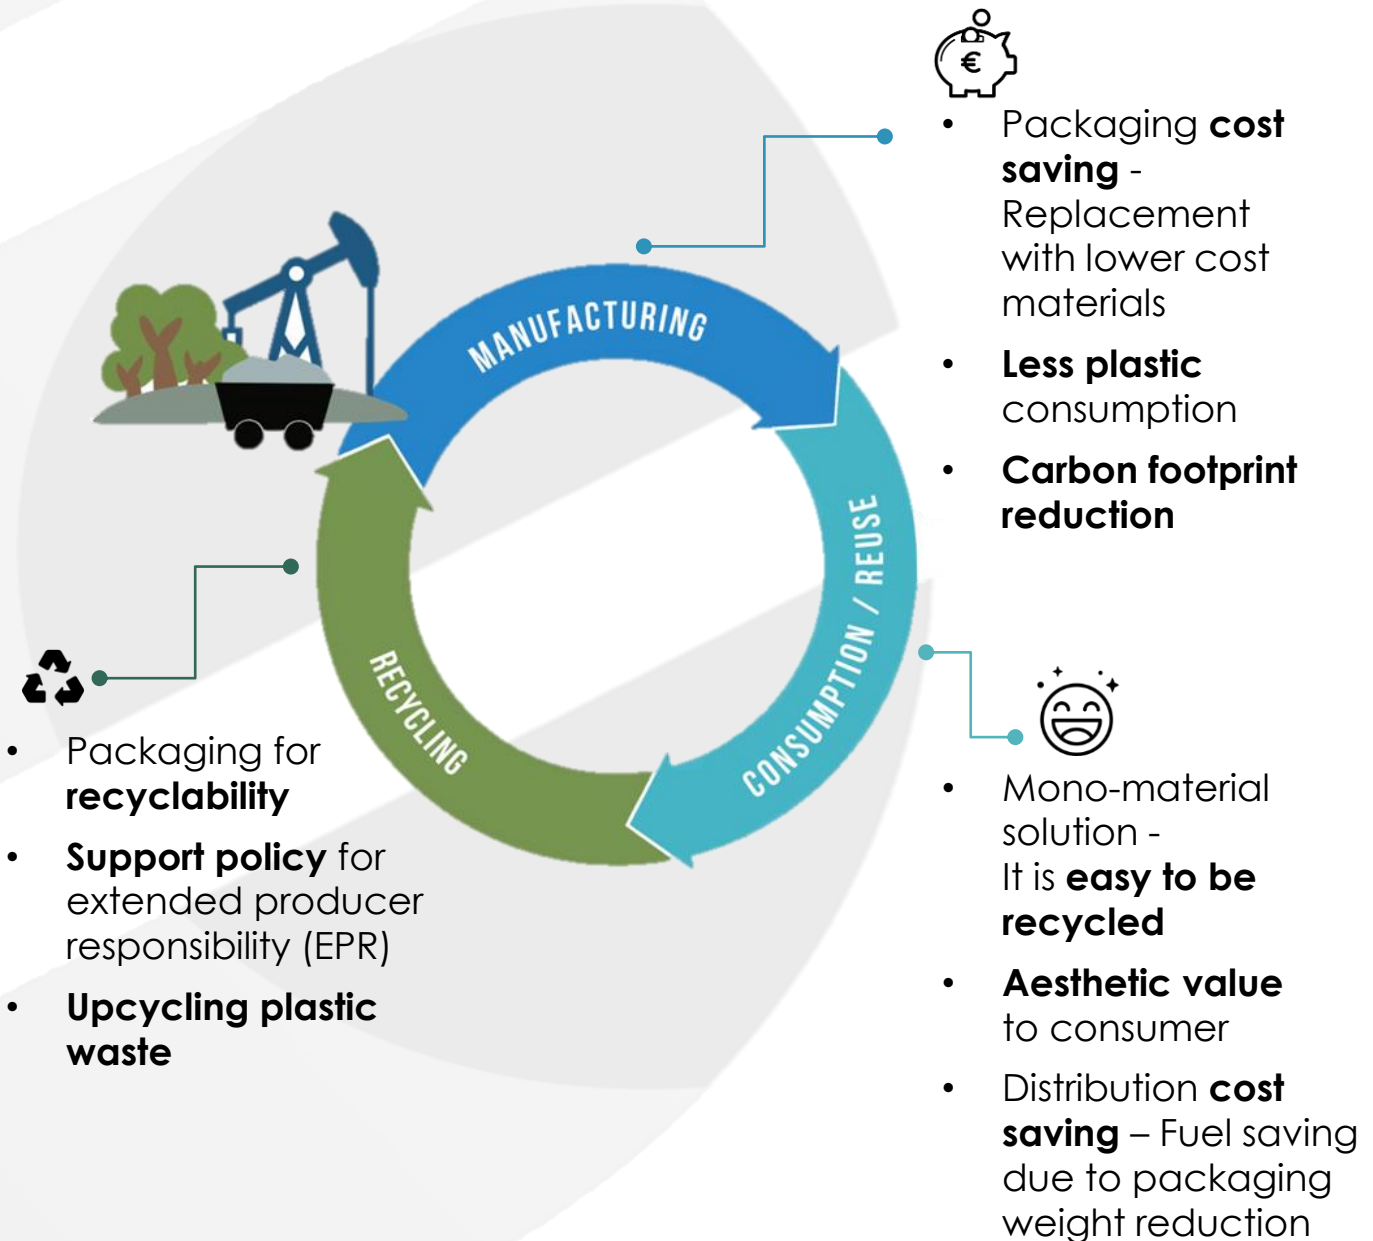 €
• Packaging cost
saving -
Replacement
with lower cost
materials
• Less plastic
consumption
• Carbon footprint
reduction
MANUFACTURING
CONSUMPTION / REUSE
RECYCLING
• Packaging for
recyclability
• Support policy for
extended producer
responsibility (EPR)
• Upcycling plastic
waste
• Mono-material
solution -
It is easy to be
recycled
• Aesthetic value
to consumer
• Distribution cost
saving – Fuel saving
due to packaging
weight reduction